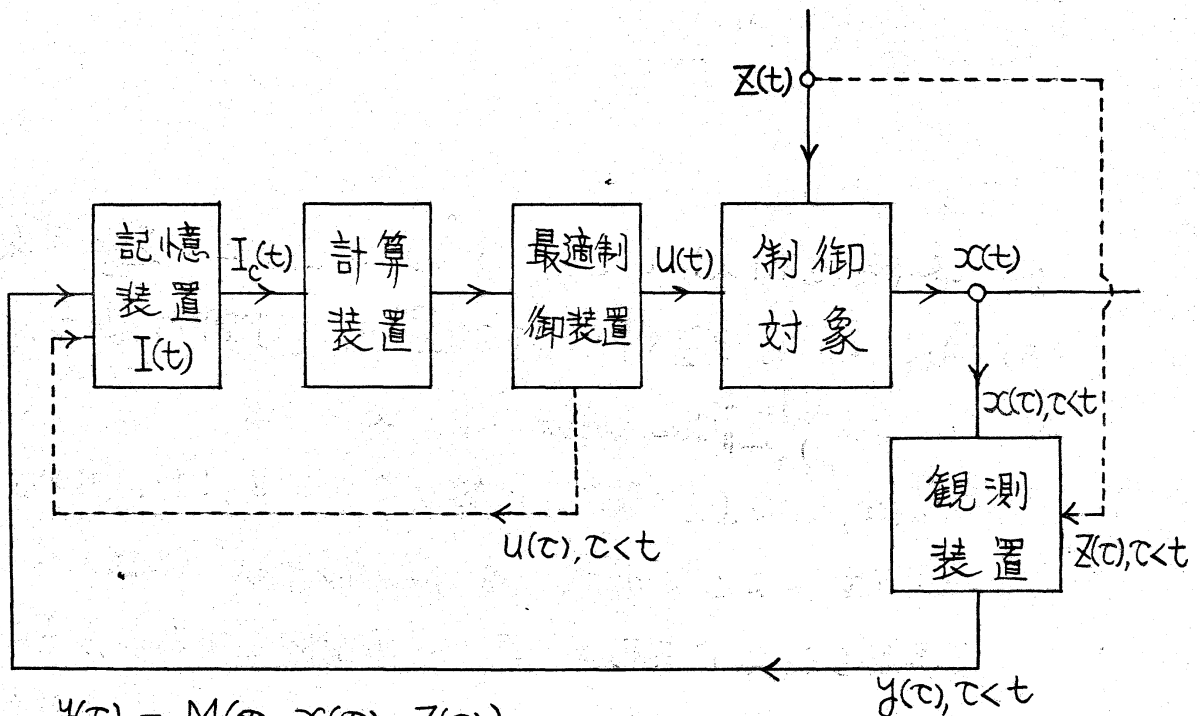 Z(t)
記憶
装置
I(t)
I_c(t)
計算
装置
最適制
御装置
u(t)
制御
対象
x(t)
x(τ),τ<t
観測
装置
Z(τ),τ<t
u(τ),τ<t
y(τ),τ<t
y(τ) = M(τ, x(τ), Z(τ))